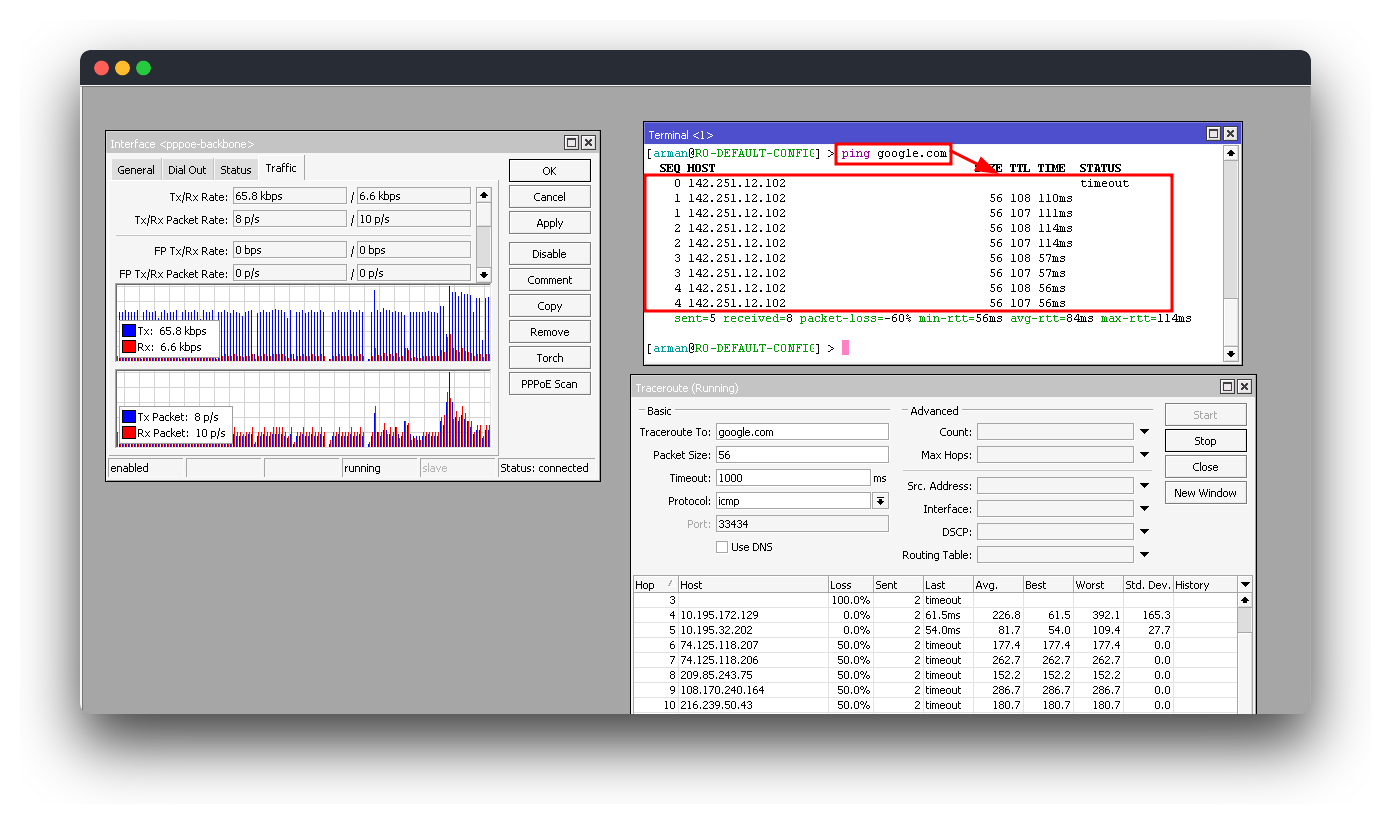 Interface <pppoe-backbone>
General Dial Out Status Traffic
Tx/Rx Rate: 65.8 kbps / 6.6 kbps
Tx/Rx Packet Rate: 8 p/s / 10 p/s
FP Tx/Rx Rate: 0 bps / 0 bps
FP Tx/Rx Packet Rate: 0 p/s / 0 p/s
Tx: 65.8 kbps
Rx: 6.6 kbps
Tx Packet: 8 p/s
Rx Packet: 10 p/s
enabled running slave Status: connected
OK
Cancel
Apply
Disable
Comment
Copy
Remove
Torch
PPPoE Scan
Terminal <1>
[arman@RO-DEFAULT-CONFIG] > ping google.com
SEQ HOST ZE TTL TIME STATUS
0 142.251.12.102 timeout
1 142.251.12.102 56 108 110ms
1 142.251.12.102 56 107 111ms
2 142.251.12.102 56 108 114ms
2 142.251.12.102 56 107 114ms
3 142.251.12.102 56 108 57ms
3 142.251.12.102 56 107 57ms
4 142.251.12.102 56 108 56ms
4 142.251.12.102 56 107 56ms
sent=5 received=8 packet-loss=-60% min-rtt=56ms avg-rtt=84ms max-rtt=114ms
[arman@RO-DEFAULT-CONFIG] >
Traceroute (Running)
Basic
Traceroute To: google.com
Packet Size: 56
Timeout: 1000 ms
Protocol: icmp
Port: 33434
Use DNS
Advanced
Count:
Max Hops:
Src. Address:
Interface:
DSCP:
Routing Table:
Start
Stop
Close
New Window
Hop Host Loss Sent Last Avg. Best Worst Std. Dev. History
3 100.0% 2 timeout
4 10.195.172.129 0.0% 2 61.5ms 226.8 61.5 392.1 165.3
5 10.195.32.202 0.0% 2 54.0ms 81.7 54.0 109.4 27.7
6 74.125.118.207 50.0% 2 timeout 177.4 177.4 177.4 0.0
7 74.125.118.206 50.0% 2 timeout 262.7 262.7 262.7 0.0
8 209.85.243.75 50.0% 2 timeout 152.2 152.2 152.2 0.0
9 108.170.240.164 50.0% 2 timeout 286.7 286.7 286.7 0.0
10 216.239.50.43 50.0% 2 timeout 180.7 180.7 180.7 0.0